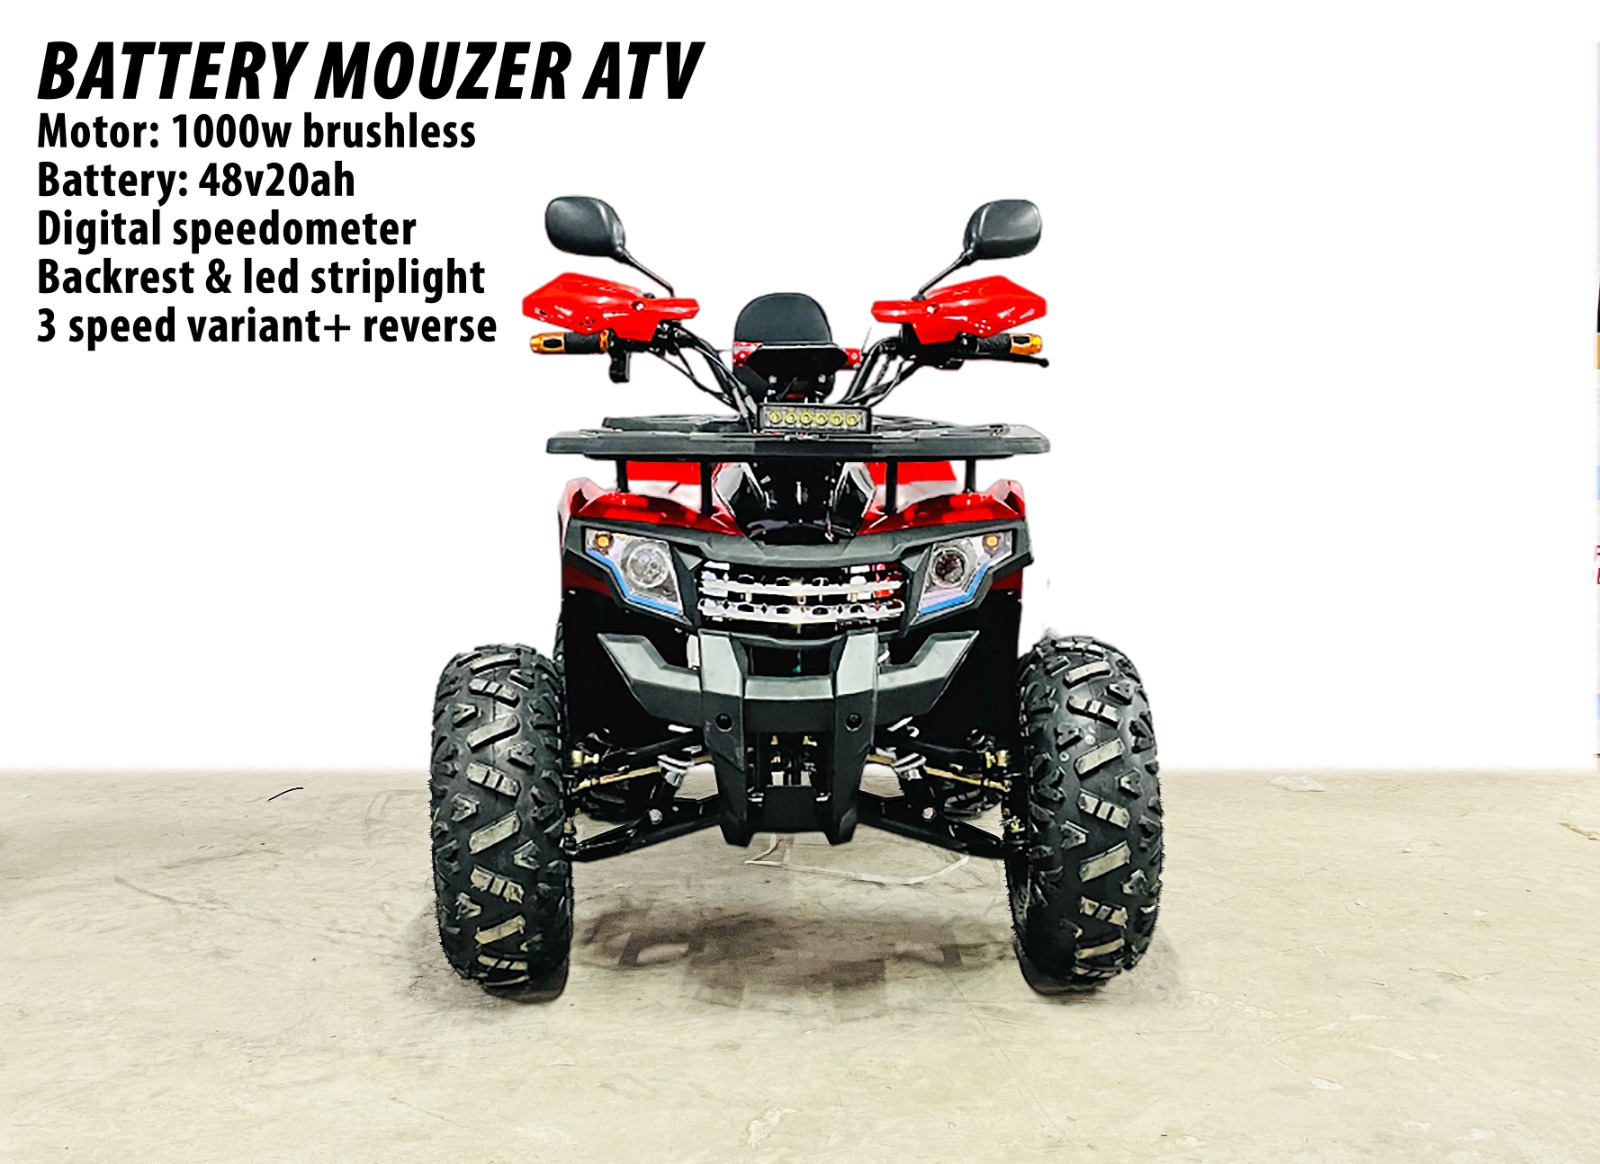 BATTERY MOUZER ATV
Motor: 1000w brushless
Battery: 48v20ah
Digital speedometer
Backrest & led striplight
3 speed variant+ reverse